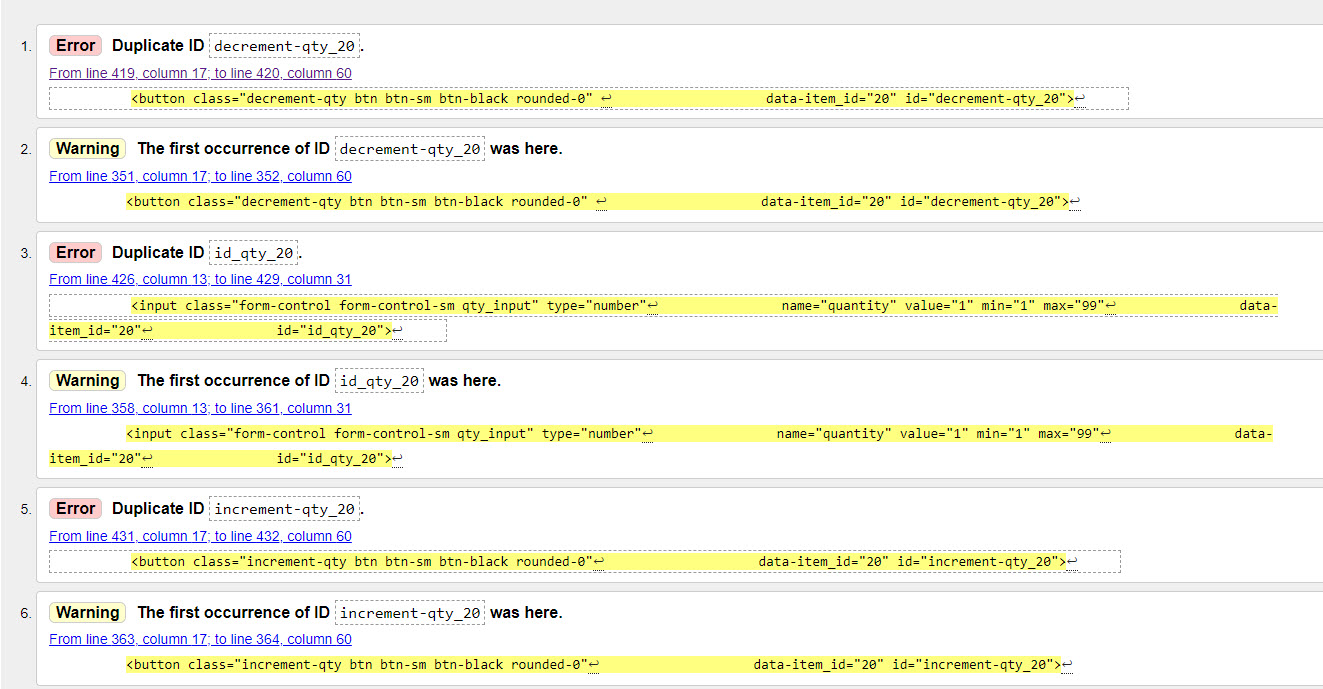 1. Error Duplicate ID decrement-qty_20.
From line 419, column 17; to line 420, column 60
<button class="decrement-qty btn btn-sm btn-black rounded-0" ↩ data-item_id="20" id="decrement-qty_20">↩
2. Warning The first occurrence of ID decrement-qty_20 was here.
From line 351, column 17; to line 352, column 60
<button class="decrement-qty btn btn-sm btn-black rounded-0" ↩ data-item_id="20" id="decrement-qty_20">↩
3. Error Duplicate ID id_qty_20.
From line 426, column 13; to line 429, column 31
<input class="form-control form-control-sm qty_input" type="number"↩ name="quantity" value="1" min="1" max="99"↩ data-
item_id="20"↩ id="id_qty_20">↩
4. Warning The first occurrence of ID id_qty_20 was here.
From line 358, column 13; to line 361, column 31
<input class="form-control form-control-sm qty_input" type="number"↩ name="quantity" value="1" min="1" max="99"↩ data-
item_id="20"↩ id="id_qty_20">↩
5. Error Duplicate ID increment-qty_20.
From line 431, column 17; to line 432, column 60
<button class="increment-qty btn btn-sm btn-black rounded-0"↩ data-item_id="20" id="increment-qty_20">↩
6. Warning The first occurrence of ID increment-qty_20 was here.
From line 363, column 17; to line 364, column 60
<button class="increment-qty btn btn-sm btn-black rounded-0"↩ data-item_id="20" id="increment-qty_20">↩